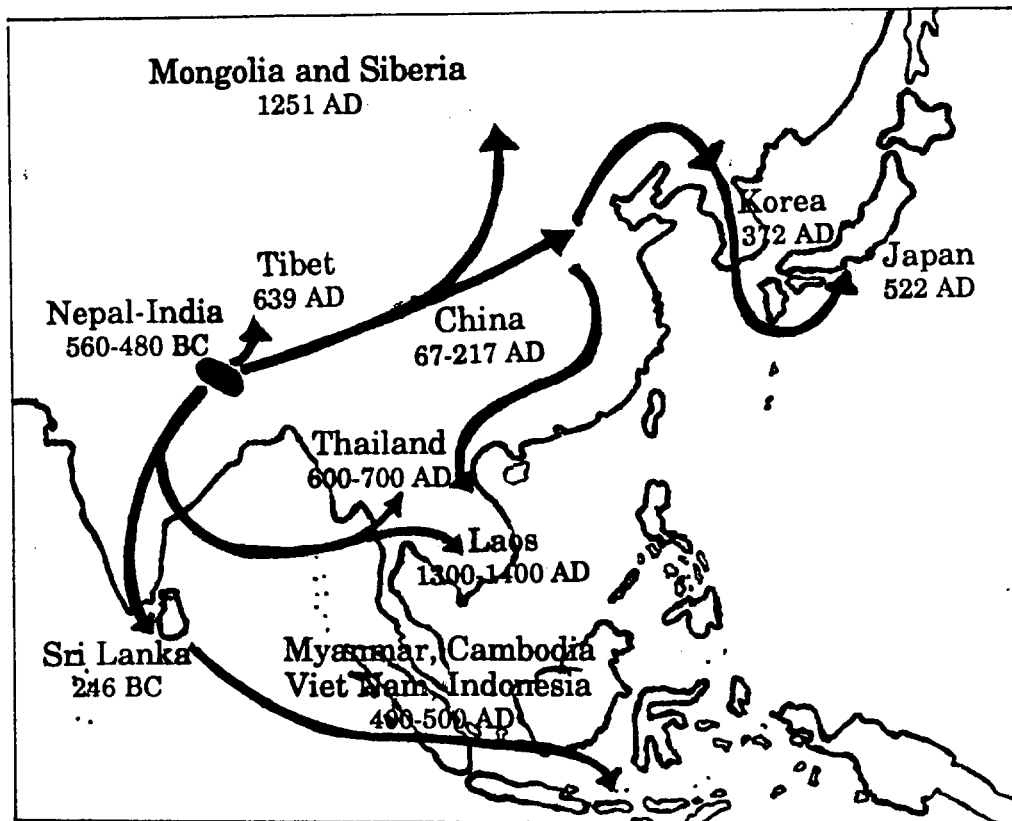 Mongolia and Siberia
1251 AD
Korea
372 AD
Japan
522 AD
Tibet
639 AD
Nepal-India
560-480 BC
China
67-217 AD
Thailand
600-700 AD
Laos
1300-1400 AD
Sri Lanka
246 BC
Myanmar, Cambodia
Viet Nam, Indonesia
400-500 AD